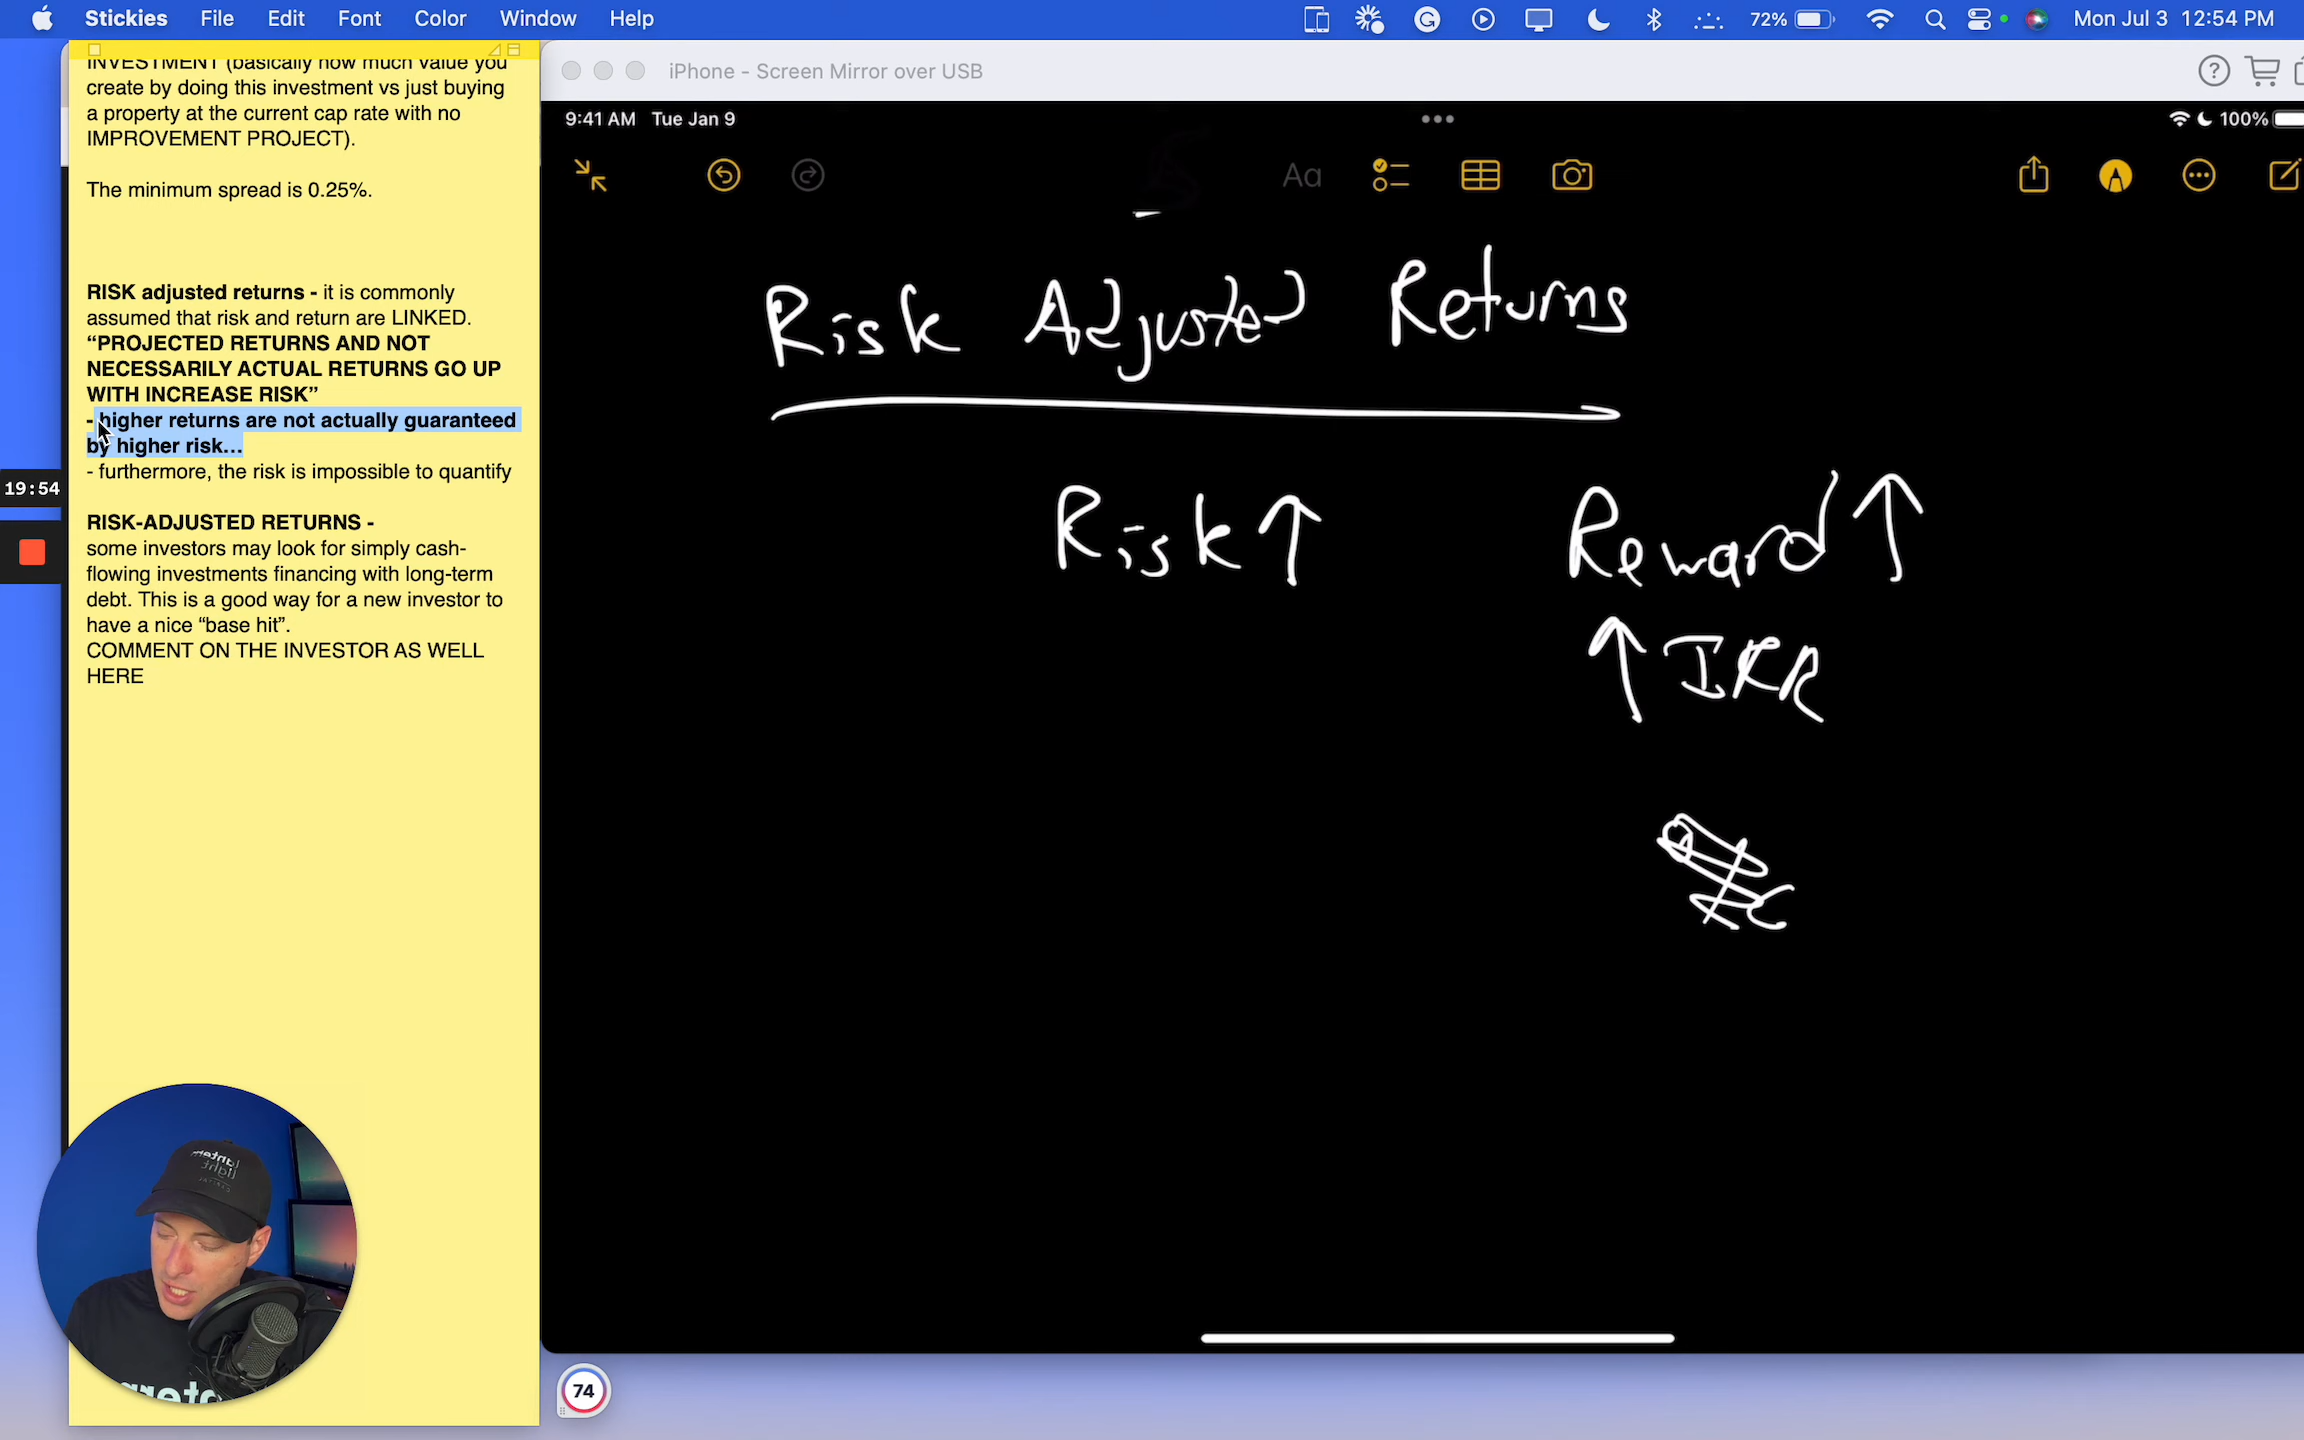 Stickies File Edit Font Color Window Help 72% Mon Jul 3 12:54 PM
iPhone - Screen Mirror over USB
INVESTMENT (basically how much value you
create by doing this investment vs just buying
a property at the current cap rate with no
IMPROVEMENT PROJECT).
The minimum spread is 0.25%.
RISK adjusted returns - it is commonly
assumed that risk and return are LINKED.
“PROJECTED RETURNS AND NOT
NECESSARILY ACTUAL RETURNS GO UP
WITH INCREASE RISK”
- higher returns are not actually guaranteed
by higher risk...
- furthermore, the risk is impossible to quantify
RISK-ADJUSTED RETURNS -
some investors may look for simply cash-
flowing investments financing with long-term
debt. This is a good way for a new investor to
have a nice “base hit”.
COMMENT ON THE INVESTOR AS WELL
HERE
19:54
9:41 AM Tue Jan 9 100%
Aa
Risk Adjusted Returns
Risk ↑ Reward ↑
↑ IRR
74